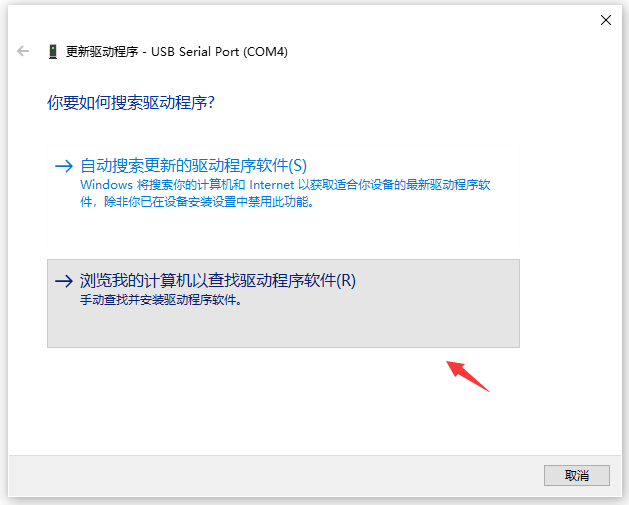 更新驱动程序 - USB Serial Port (COM4)
你要如何搜索驱动程序?
自动搜索更新的驱动程序软件(S)
Windows 将搜索你的计算机和 Internet 以获取适合你设备的最新驱动程序软
件，除非你已在设备安装设置中禁用此功能。
浏览我的计算机以查找驱动程序软件(R)
手动查找并安装驱动程序软件。
取消